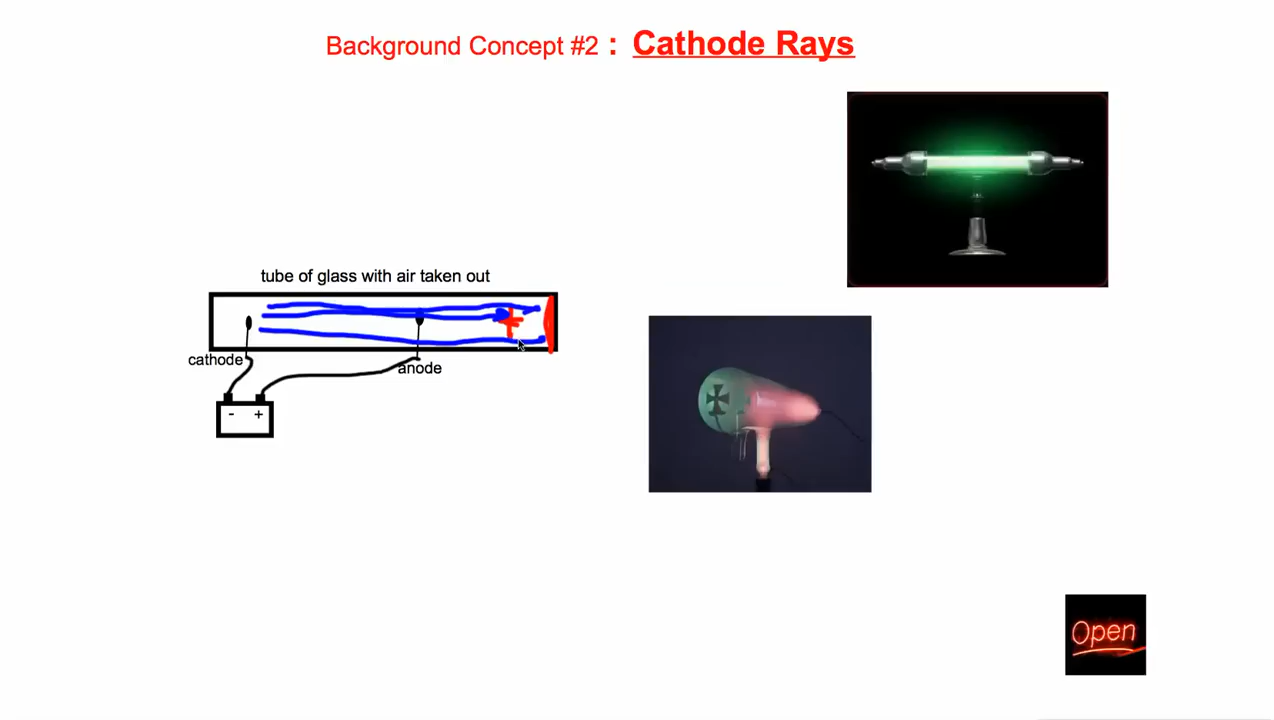 Background Concept #2 : Cathode Rays
tube of glass with air taken out
cathode
anode
- +
Open